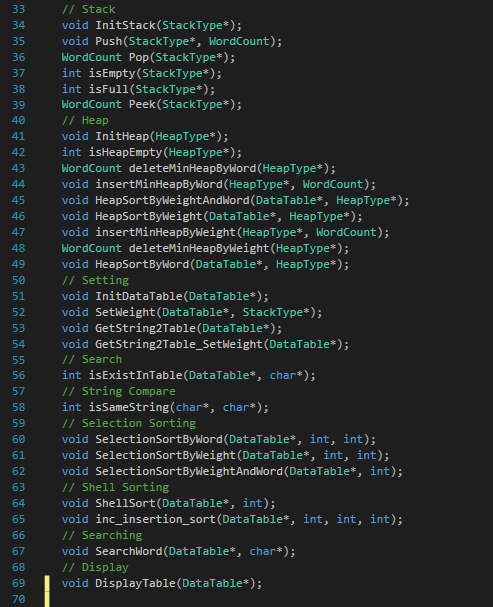 33 // Stack
34 void InitStack(StackType*);
35 void Push(StackType*, WordCount);
36 WordCount Pop(StackType*);
37 int isEmpty(StackType*);
38 int isFull(StackType*);
39 WordCount Peek(StackType*);
40 // Heap
41 void InitHeap(HeapType*);
42 int isHeapEmpty(HeapType*);
43 WordCount deleteMinHeapByWord(HeapType*);
44 void insertMinHeapByWord(HeapType*, WordCount);
45 void HeapSortByWeightAndWord(DataTable*, HeapType*);
46 void HeapSortByWeight(DataTable*, HeapType*);
47 void insertMinHeapByWeight(HeapType*, WordCount);
48 WordCount deleteMinHeapByWeight(HeapType*);
49 void HeapSortByWord(DataTable*, HeapType*);
50 // Setting
51 void InitDataTable(DataTable*);
52 void SetWeight(DataTable*, StackType*);
53 void GetString2Table(DataTable*);
54 void GetString2Table_SetWeight(DataTable*);
55 // Search
56 int isExistInTable(DataTable*, char*);
57 // String Compare
58 int isSameString(char*, char*);
59 // Selection Sorting
60 void SelectionSortByWord(DataTable*, int, int);
61 void SelectionSortByWeight(DataTable*, int, int);
62 void SelectionSortByWeightAndWord(DataTable*, int);
63 // Shell Sorting
64 void ShellSort(DataTable*, int);
65 void inc_insertion_sort(DataTable*, int, int, int);
66 // Searching
67 void SearchWord(DataTable*, char*);
68 // Display
69 void DisplayTable(DataTable*);
70